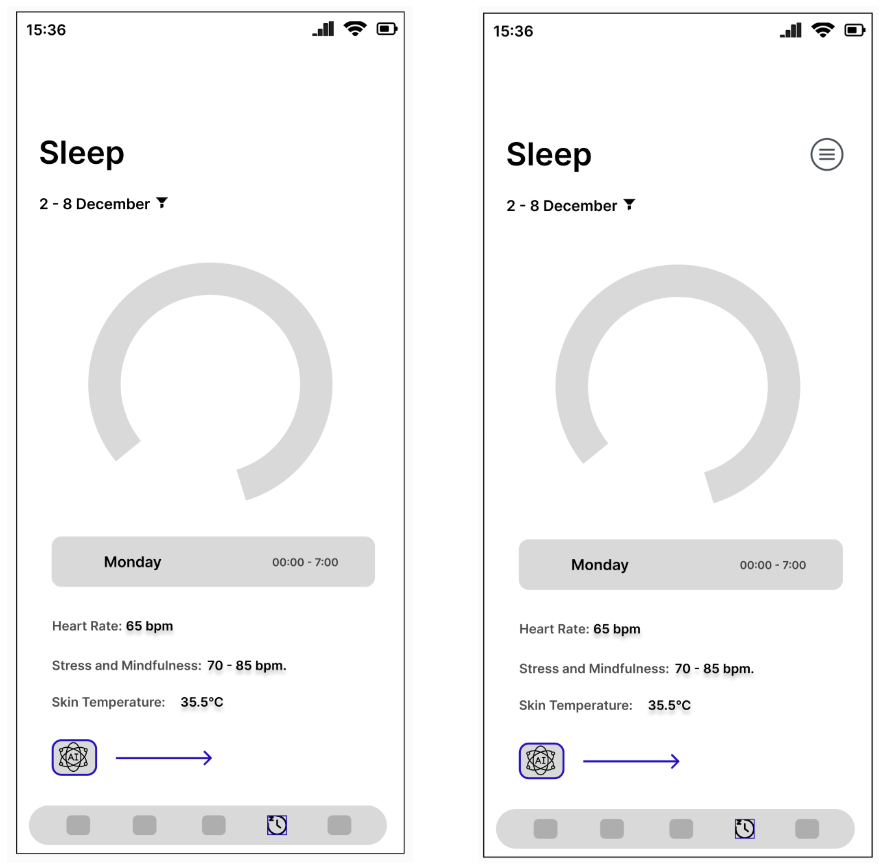 15:36
Sleep
2 - 8 December
Monday 00:00 - 7:00
Heart Rate: 65 bpm
Stress and Mindfulness: 70 - 85 bpm.
Skin Temperature: 35.5°C
AI
z
15:36
Sleep
2 - 8 December
Monday 00:00 - 7:00
Heart Rate: 65 bpm
Stress and Mindfulness: 70 - 85 bpm.
Skin Temperature: 35.5°C
AI
z